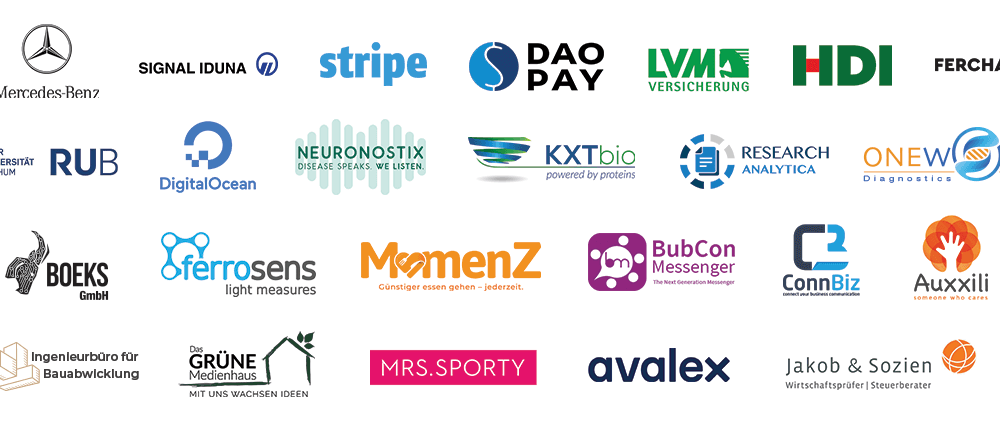 Mercedes-Benz
SIGNAL IDUNA
stripe
DAO
PAY
LVM
VERSICHERUNG
HDI
FERCHA
R
ERSITÄT
CHUM
RUB
DigitalOcean
NEURONOSTIX
DISEASE SPEAKS. WE LISTEN.
KXTbio
powered by proteins
RESEARCH
ANALYTICA
ONEW
Diagnostics
BOEKS
GmbH
ferrosens
light measures
MomenZ
Günstiger essen gehen – jederzeit.
bm
BubCon
Messenger
The Next Generation Messenger
ConnBiz
connect your business communication
Auxxili
someone who cares
Ingenieurbüro für
Bauabwicklung
Das
GRÜNE
Medienhaus
MIT UNS WACHSEN IDEEN
MRS.SPORTY
avalex
Jakob & Sozien
Wirtschaftsprüfer | Steuerberater